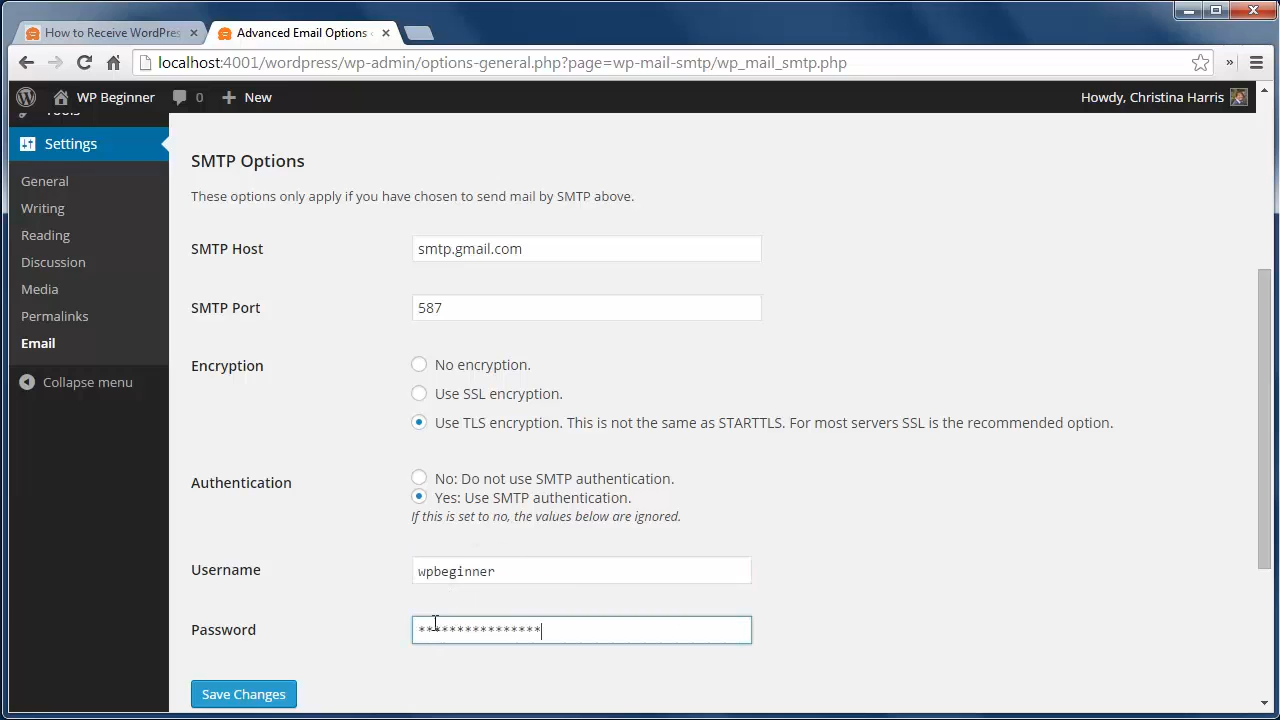 How to Receive WordPres
Advanced Email Options
localhost:4001/wordpress/wp-admin/options-general.php?page=wp-mail-smtp/wp_mail_smtp.php
WP Beginner 0 New Howdy, Christina Harris
Tools
Settings
General
Writing
Reading
Discussion
Media
Permalinks
Email
Collapse menu
SMTP Options
These options only apply if you have chosen to send mail by SMTP above.
SMTP Host smtp.gmail.com
SMTP Port 587
Encryption No encryption.
Use SSL encryption.
Use TLS encryption. This is not the same as STARTTLS. For most servers SSL is the recommended option.
Authentication No: Do not use SMTP authentication.
Yes: Use SMTP authentication.
If this is set to no, the values below are ignored.
Username wpbeginner
Password ****************
Save Changes